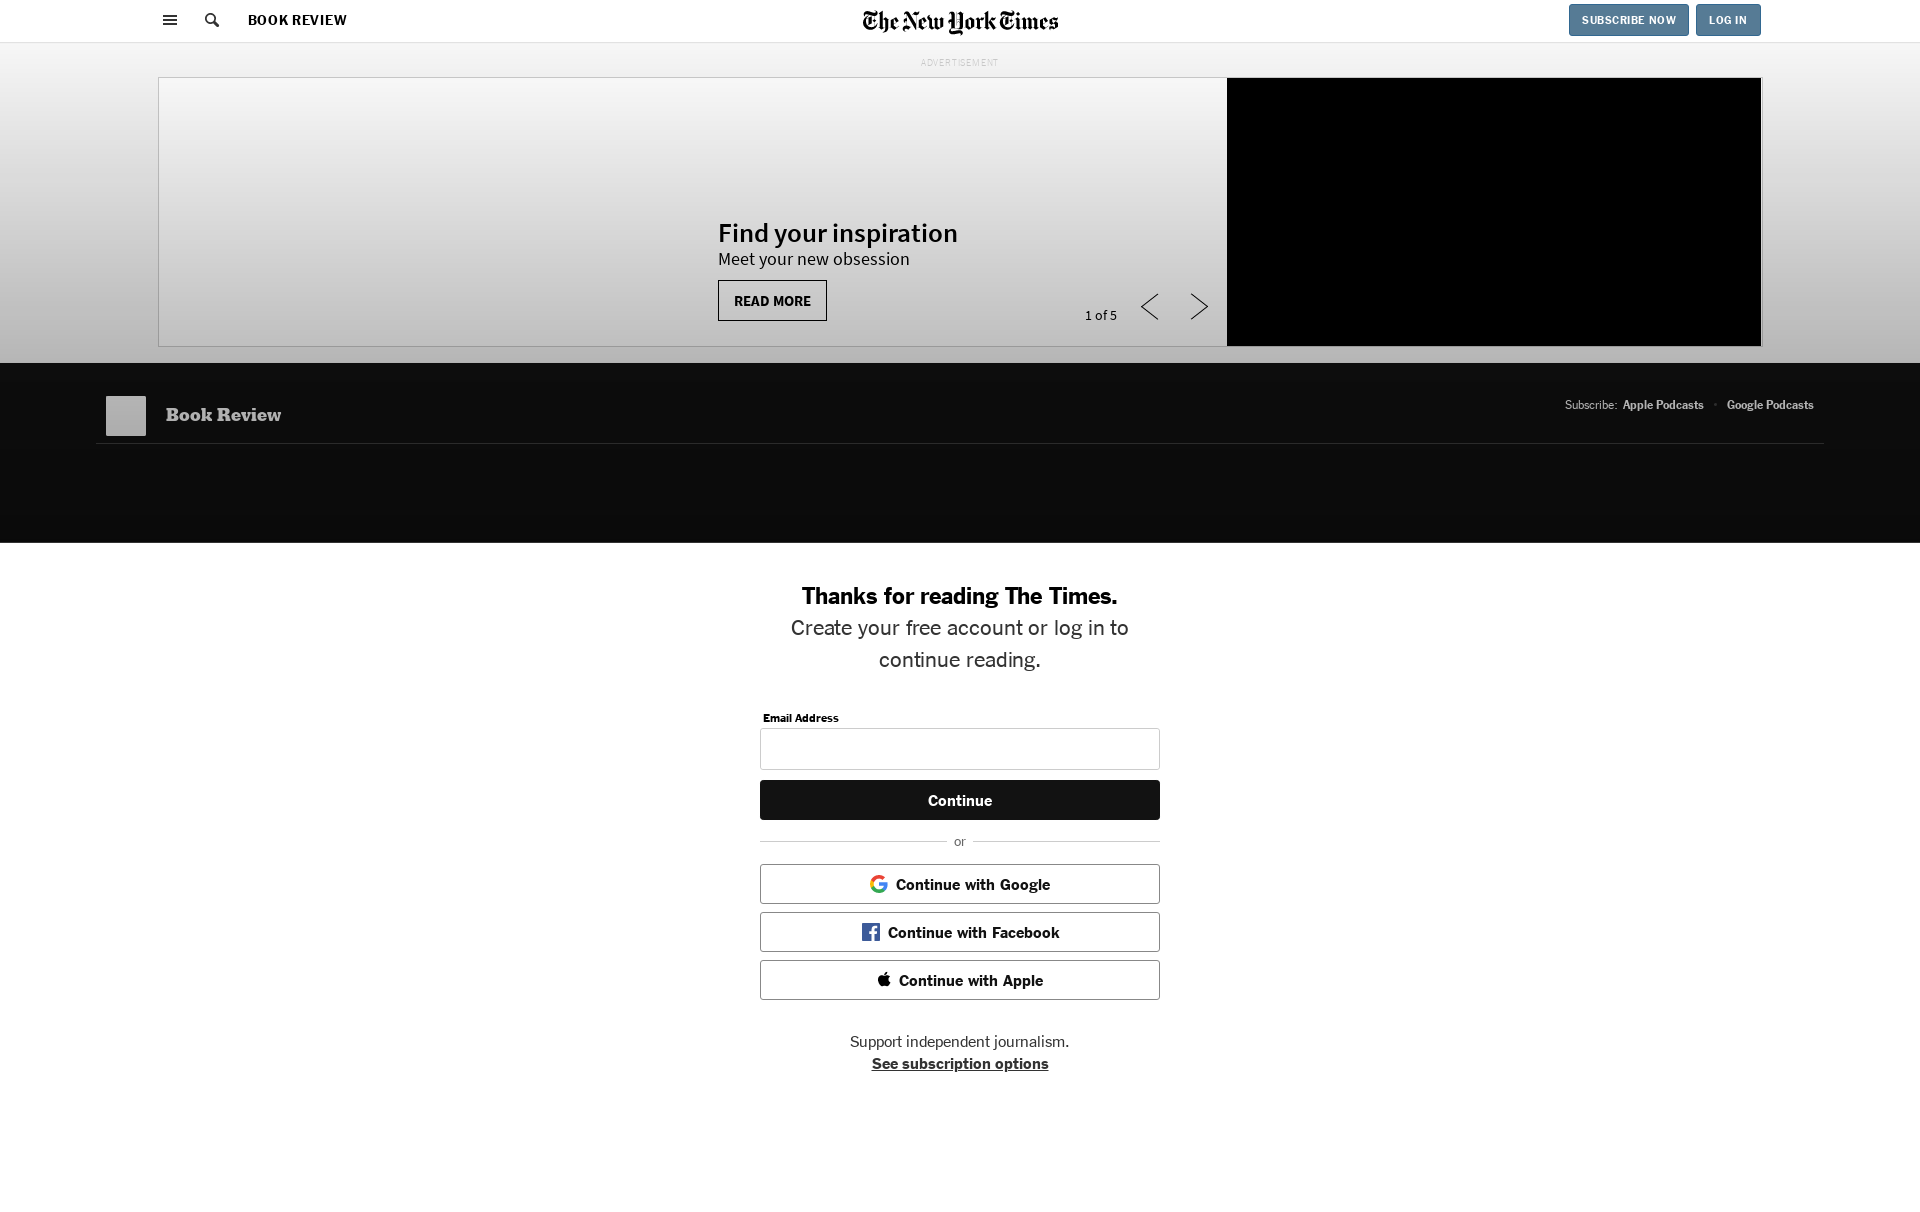 BOOK REVIEW
The New York Times
SUBSCRIBE NOW
LOG IN
ADVERTISEMENT
Find your inspiration
Meet your new obsession
READ MORE
1 of 5
Book Review
Subscribe: Apple Podcasts • Google Podcasts
Thanks for reading The Times.
Create your free account or log in to
continue reading.
Email Address
Continue
or
Continue with Google
Continue with Facebook
Continue with Apple
Support independent journalism.
See subscription options